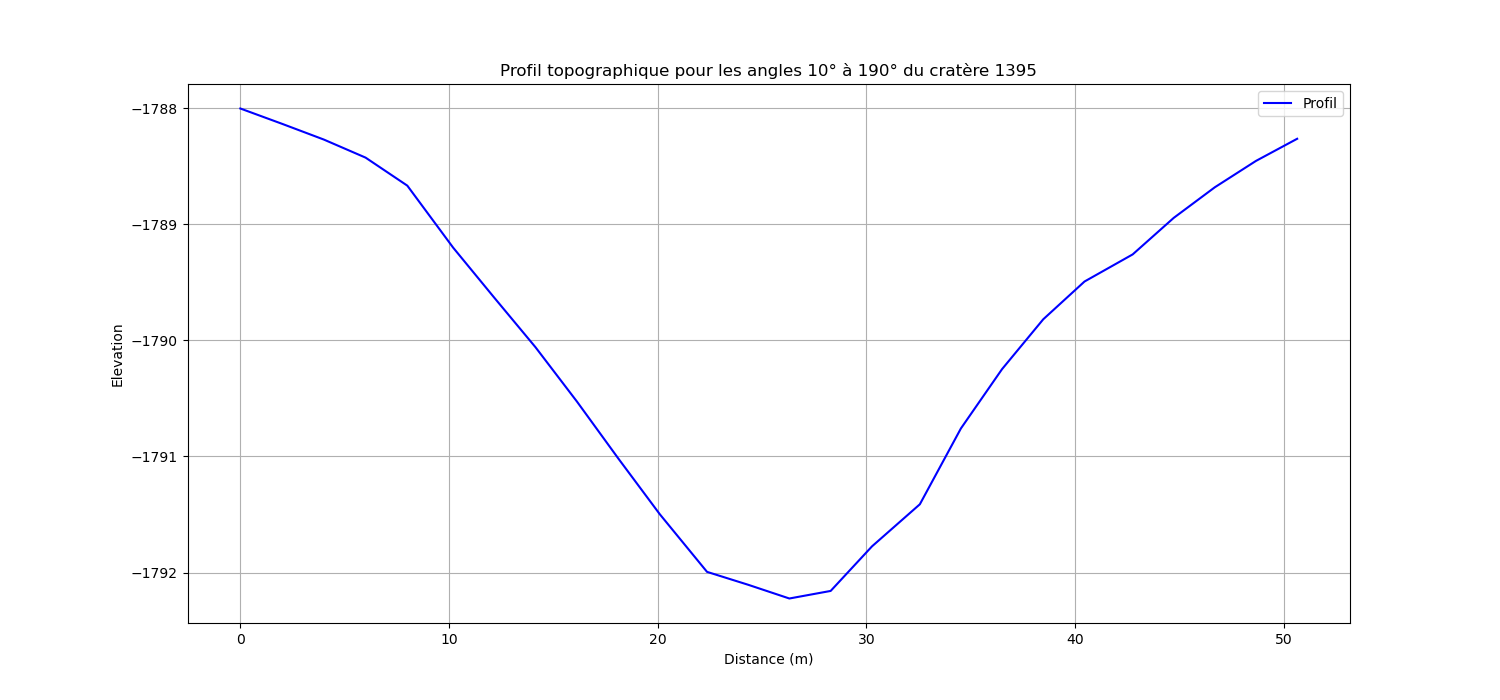 Profil topographique pour les angles 10° à 190° du cratère 1395
Profil
−1788
−1789
−1790
−1791
−1792
Elevation
0 10 20 30 40 50
Distance (m)